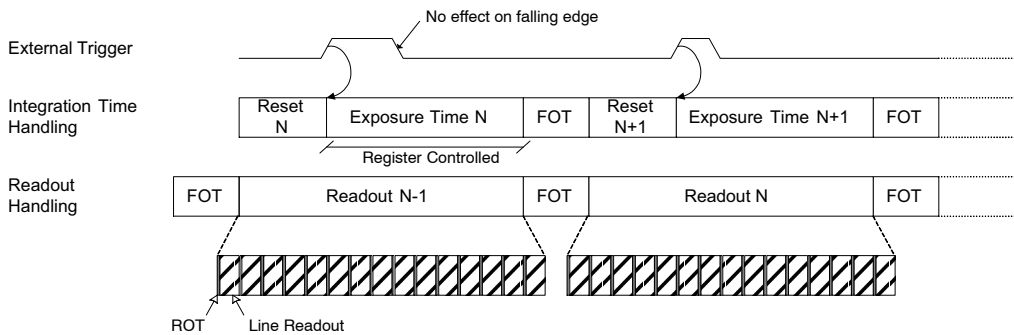 No effect on falling edge
External Trigger
Integration Time
Handling
Reset
N
Exposure Time N
FOT
Reset
N+1
Exposure Time N+1
FOT
Register Controlled
Readout
Handling
FOT
Readout N-1
FOT
Readout N
FOT
ROT
Line Readout